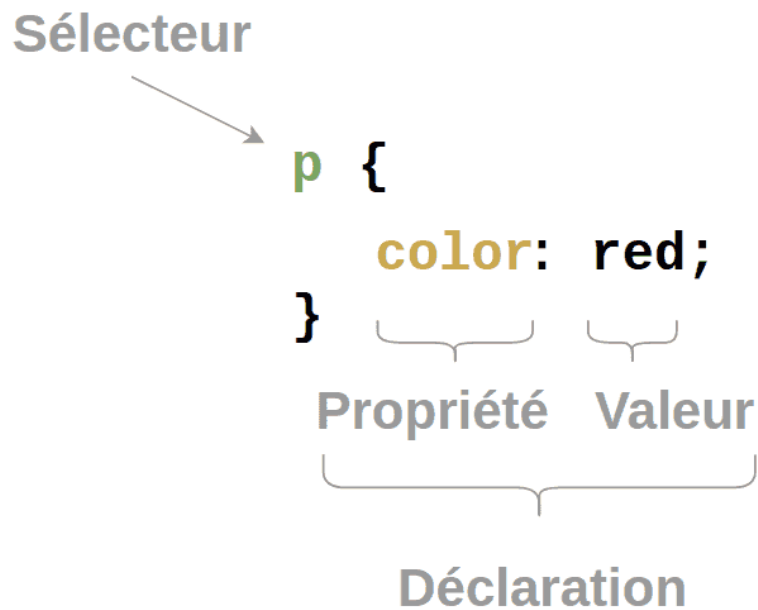 Sélecteur
p {
color: red;
}
Propriété Valeur
Déclaration